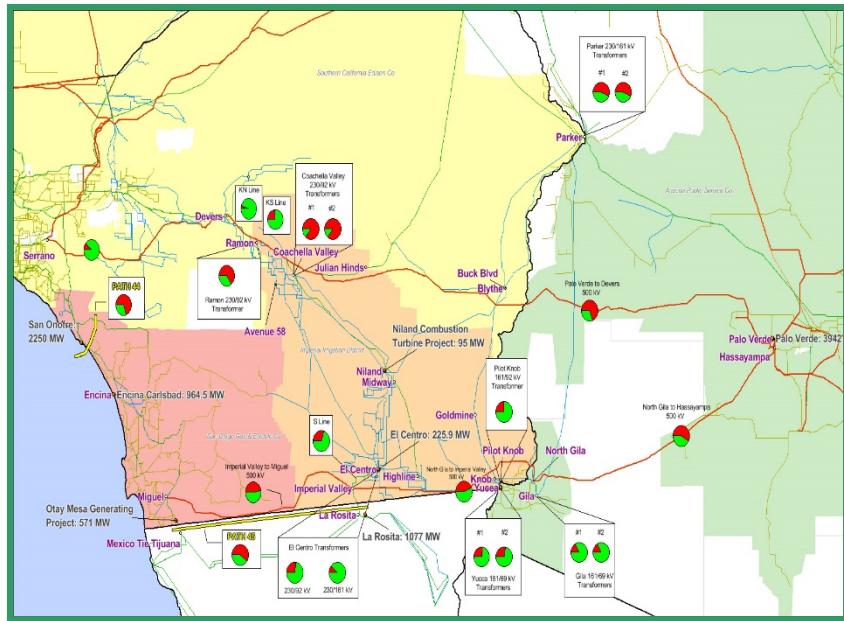 Parker 230/161 kV
Transformers
#1 #2
Southern California Edison Co
Parker
Arizona Public Service Co
KN Line
KS Line
Coachella Valley
230/92 kV
Transformers
#1 #2
Devers
Ramon
Coachella Valley
Julian Hinds
Serrano
PATH 44
Ramon 230/92 kV
Transformer
Buck Blvd
Blythe
Palo Verde to Devers
500 kV
San Onofre:
2250 MW
Avenue 58
Niland Combustion
Turbine Project: 95 MW
Palo Verde
Palo Verde: 3942
Hassayampa
Imperial Irrigation District
Niland
Midway
Pilot Knob
161/92 kV
Transformer
Encina
Encina Carlsbad: 964.5 MW
Goldmine
North Gila to Hassayampa
500 kV
San Diego Gas & Electric Co
S Line
El Centro: 225.9 MW
Pilot Knob
North Gila
Imperial Valley to Miguel
500 kV
El Centro
Highline
North Gila to Imperial Valley
500 kV
Knob
Yucca
Imperial Valley
Gila
Miguel
Otay Mesa Generating
Project: 571 MW
La Rosita
La Rosita: 1077 MW
Mexico Tie Tijuana
PATH 45
El Centro Transformers
230/92 kV 230/161 kV
#1 #2
Yucca 161/69 kV
Transformers
#1 #2
Gila 161/69 kV
Transformers